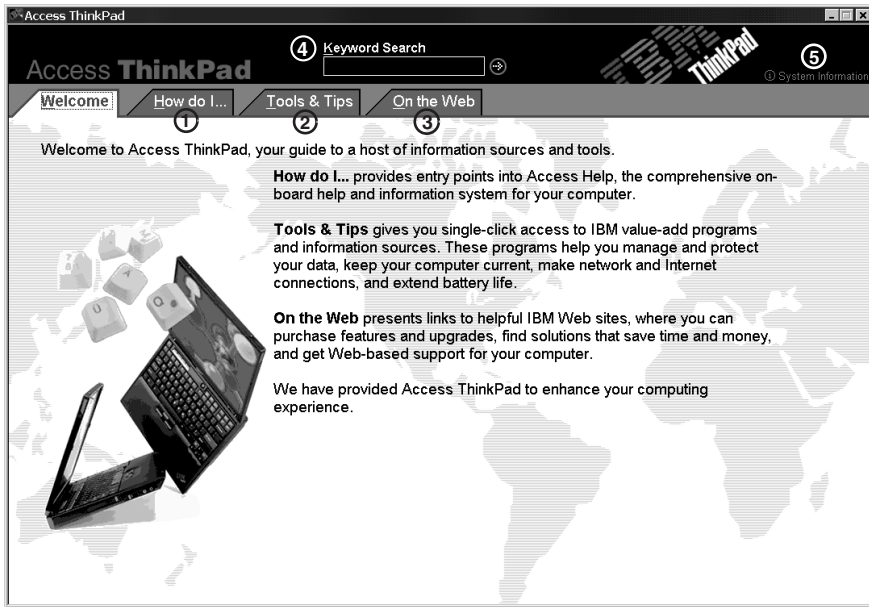 Access ThinkPad
④ Keyword Search
Access ThinkPad
IBM
ThinkPad
⑤
System Information
Welcome How do I... Tools & Tips On the Web
① ② ③
Welcome to Access ThinkPad, your guide to a host of information sources and tools.
How do I... provides entry points into Access Help, the comprehensive on-
board help and information system for your computer.
Tools & Tips gives you single-click access to IBM value-add programs
and information sources. These programs help you manage and protect
your data, keep your computer current, make network and Internet
connections, and extend battery life.
On the Web presents links to helpful IBM Web sites, where you can
purchase features and upgrades, find solutions that save time and money,
and get Web-based support for your computer.
We have provided Access ThinkPad to enhance your computing
experience.